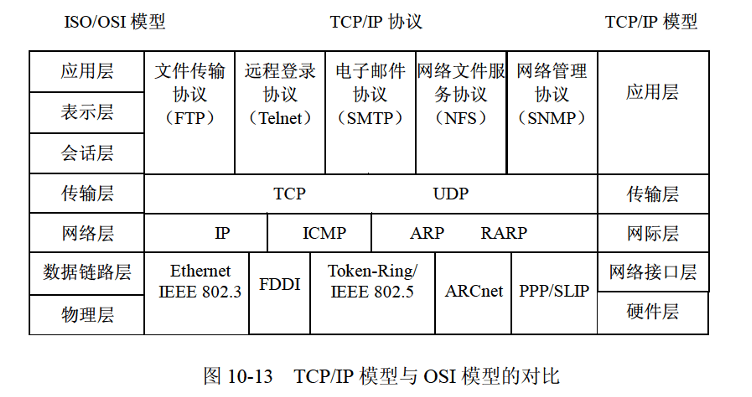 ISO/OSI 模型 TCP/IP 协议 TCP/IP 模型
应用层
表示层
会话层
文件传输
协议
（FTP）
远程登录
协议
（Telnet）
电子邮件
协议
（SMTP）
网络文件服
务协议
（NFS）
网络管理
协议
（SNMP）
应用层
传输层 TCP UDP 传输层
网络层 IP ICMP ARP RARP 网际层
数据链路层
物理层
Ethernet
IEEE 802.3
FDDI
Token-Ring/
IEEE 802.5
ARCnet
PPP/SLIP
网络接口层
硬件层
图 10-13 TCP/IP 模型与 OSI 模型的对比